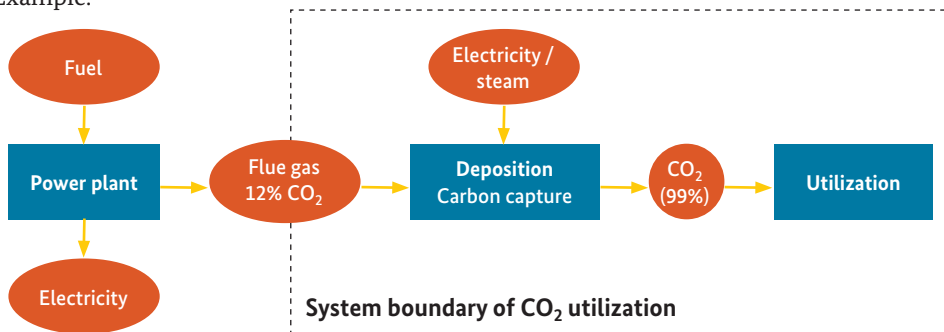 Example:
Fuel
Electricity /
steam
Power plant
Flue gas
12% CO₂
Deposition
Carbon capture
CO₂
(99%)
Utilization
Electricity
System boundary of CO₂ utilization